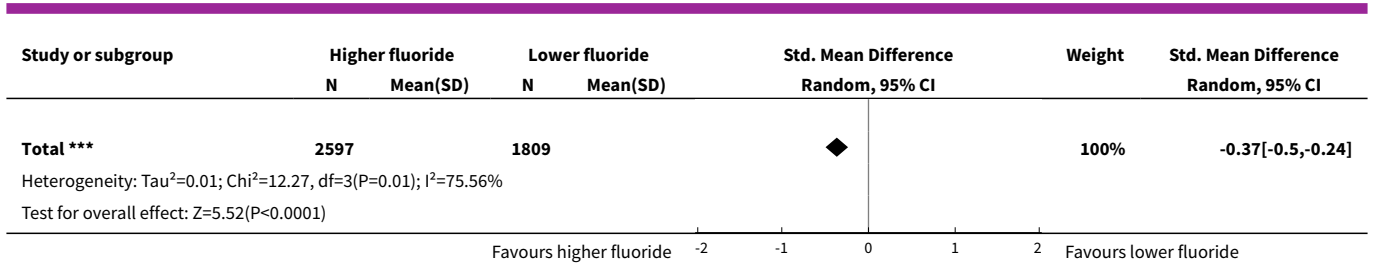 Study or subgroup Higher fluoride Lower fluoride Std. Mean Difference Weight Std. Mean Difference
N Mean(SD) N Mean(SD) Random, 95% CI Random, 95% CI
Total *** 2597 1809 100% -0.37[-0.5,-0.24]
Heterogeneity: Tau²=0.01; Chi²=12.27, df=3(P=0.01); I²=75.56%
Test for overall effect: Z=5.52(P<0.0001)
Favours higher fluoride -2 -1 0 1 2 Favours lower fluoride